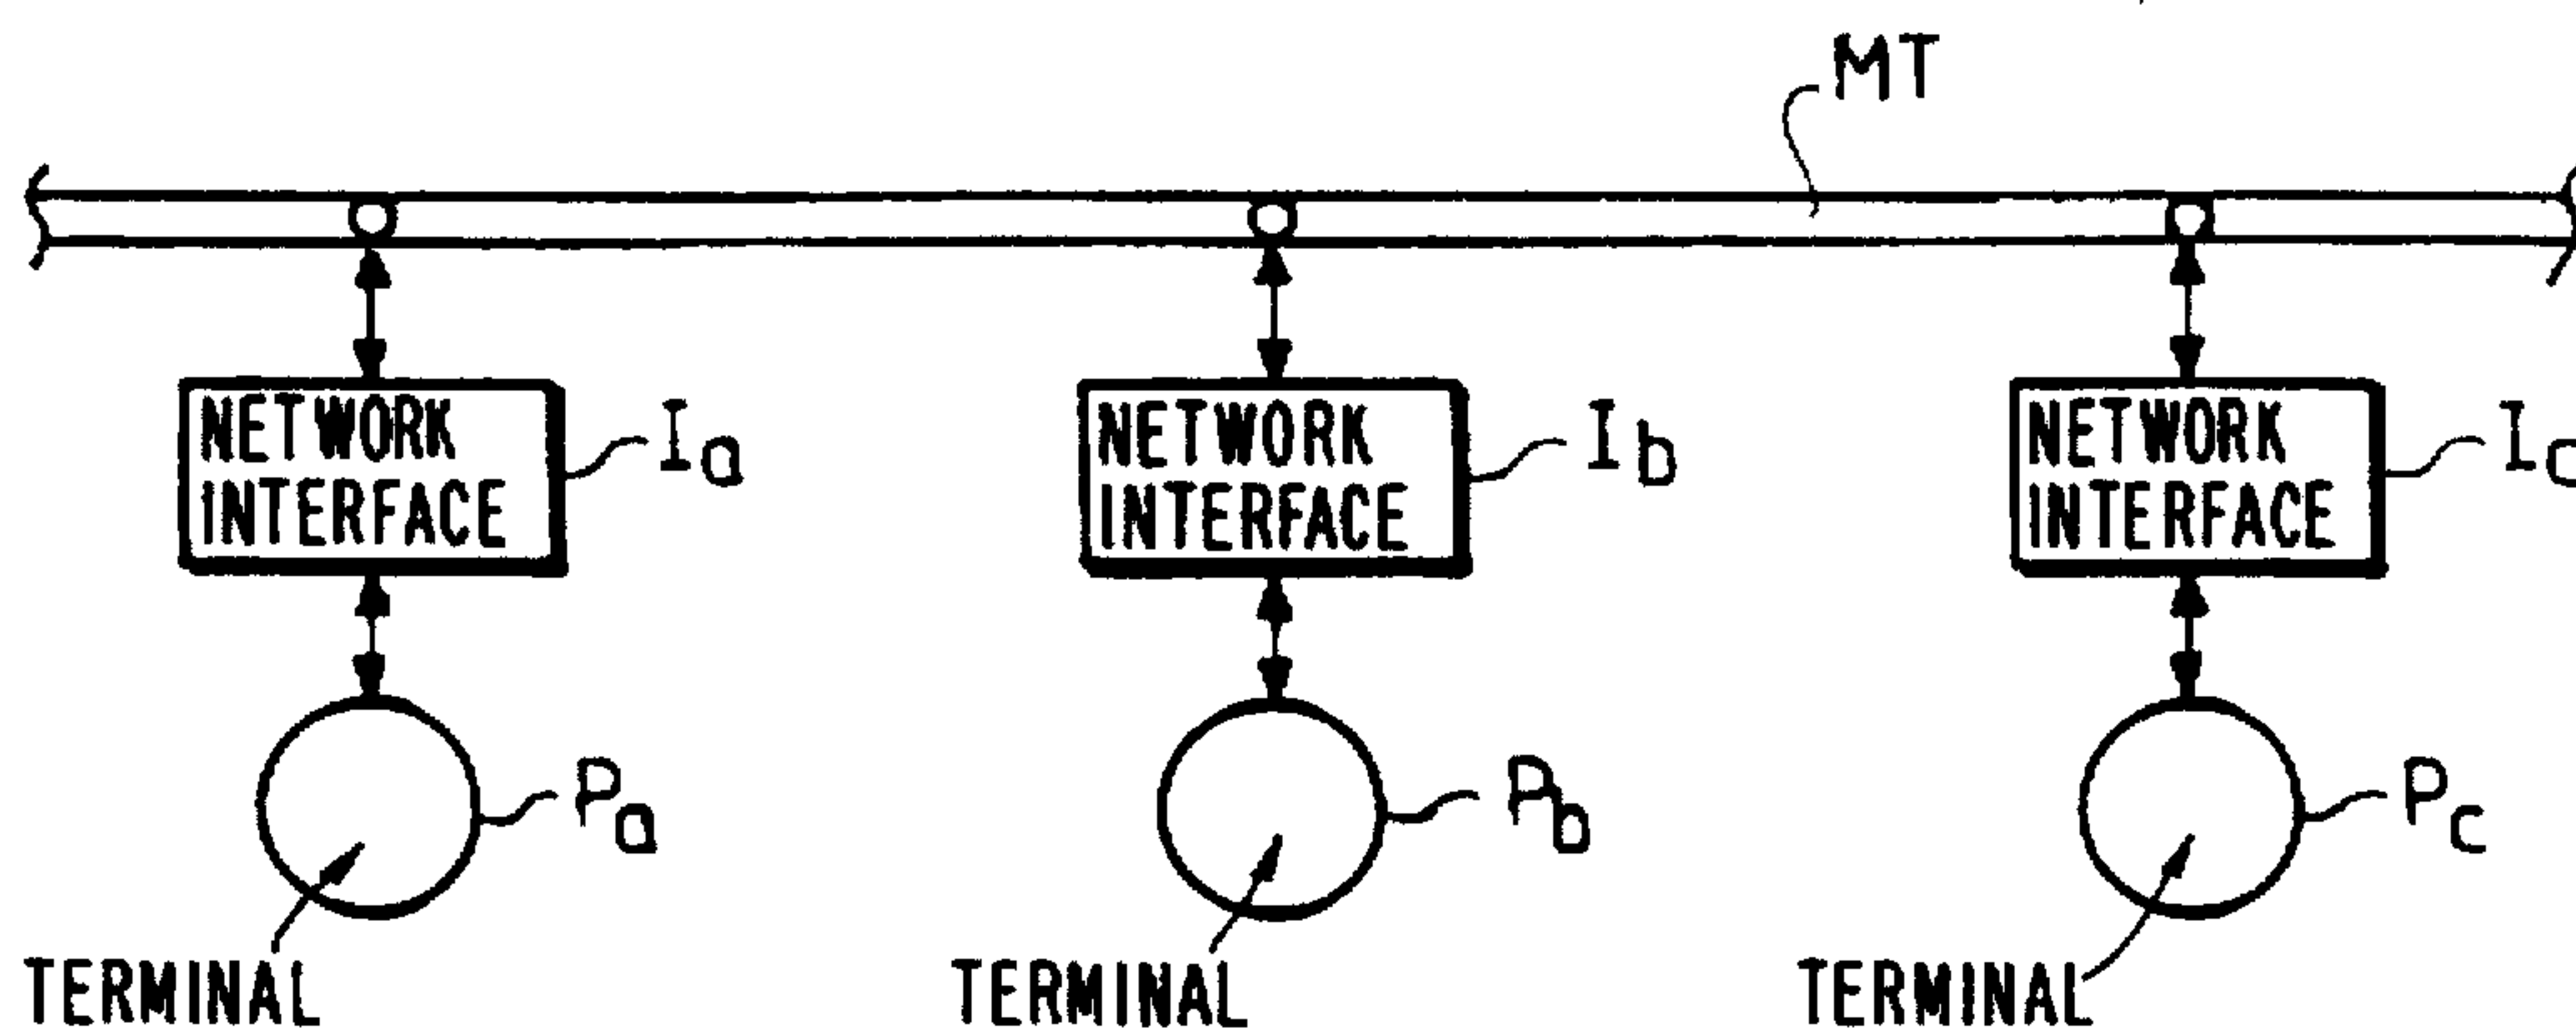 MT
NETWORK
INTERFACE
Ia
NETWORK
INTERFACE
Ib
NETWORK
INTERFACE
Ic
Pa
Pb
Pc
TERMINAL
TERMINAL
TERMINAL